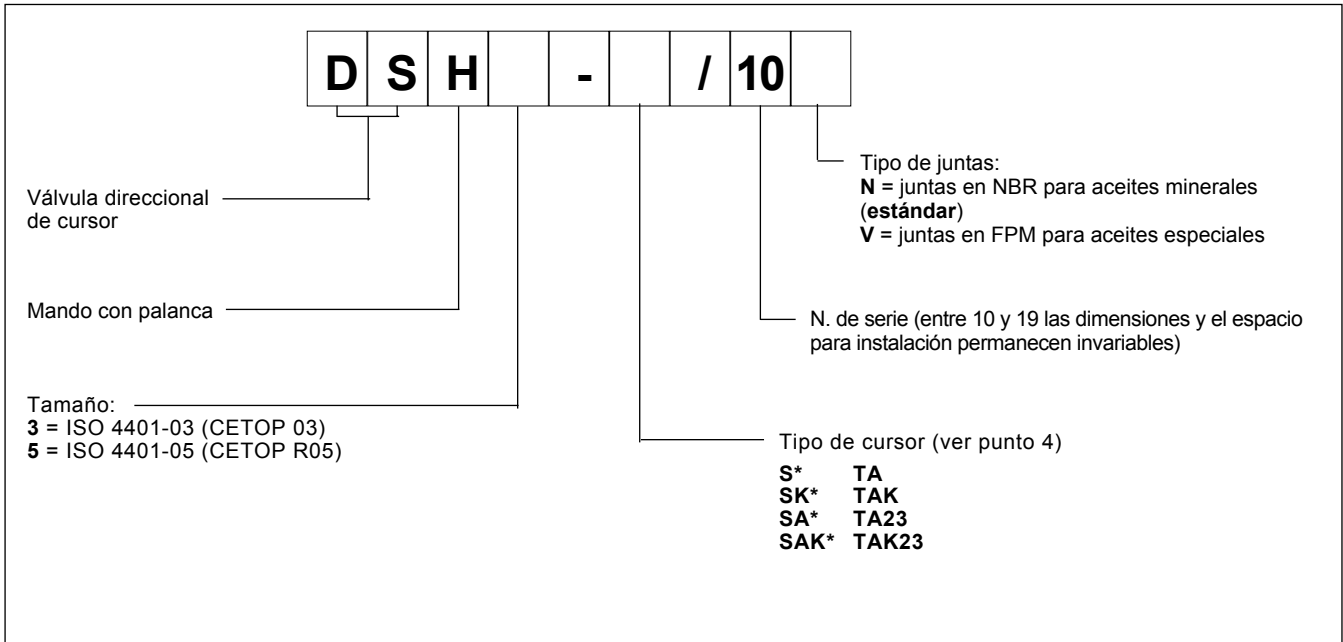 D S H - / 10
Válvula direccional
de cursor
Mando con palanca
Tamaño:
3 = ISO 4401-03 (CETOP 03)
5 = ISO 4401-05 (CETOP R05)
Tipo de juntas:
N = juntas en NBR para aceites minerales
(estándar)
V = juntas en FPM para aceites especiales
N. de serie (entre 10 y 19 las dimensiones y el espacio
para instalación permanecen invariables)
Tipo de cursor (ver punto 4)
S* TA
SK* TAK
SA* TA23
SAK* TAK23